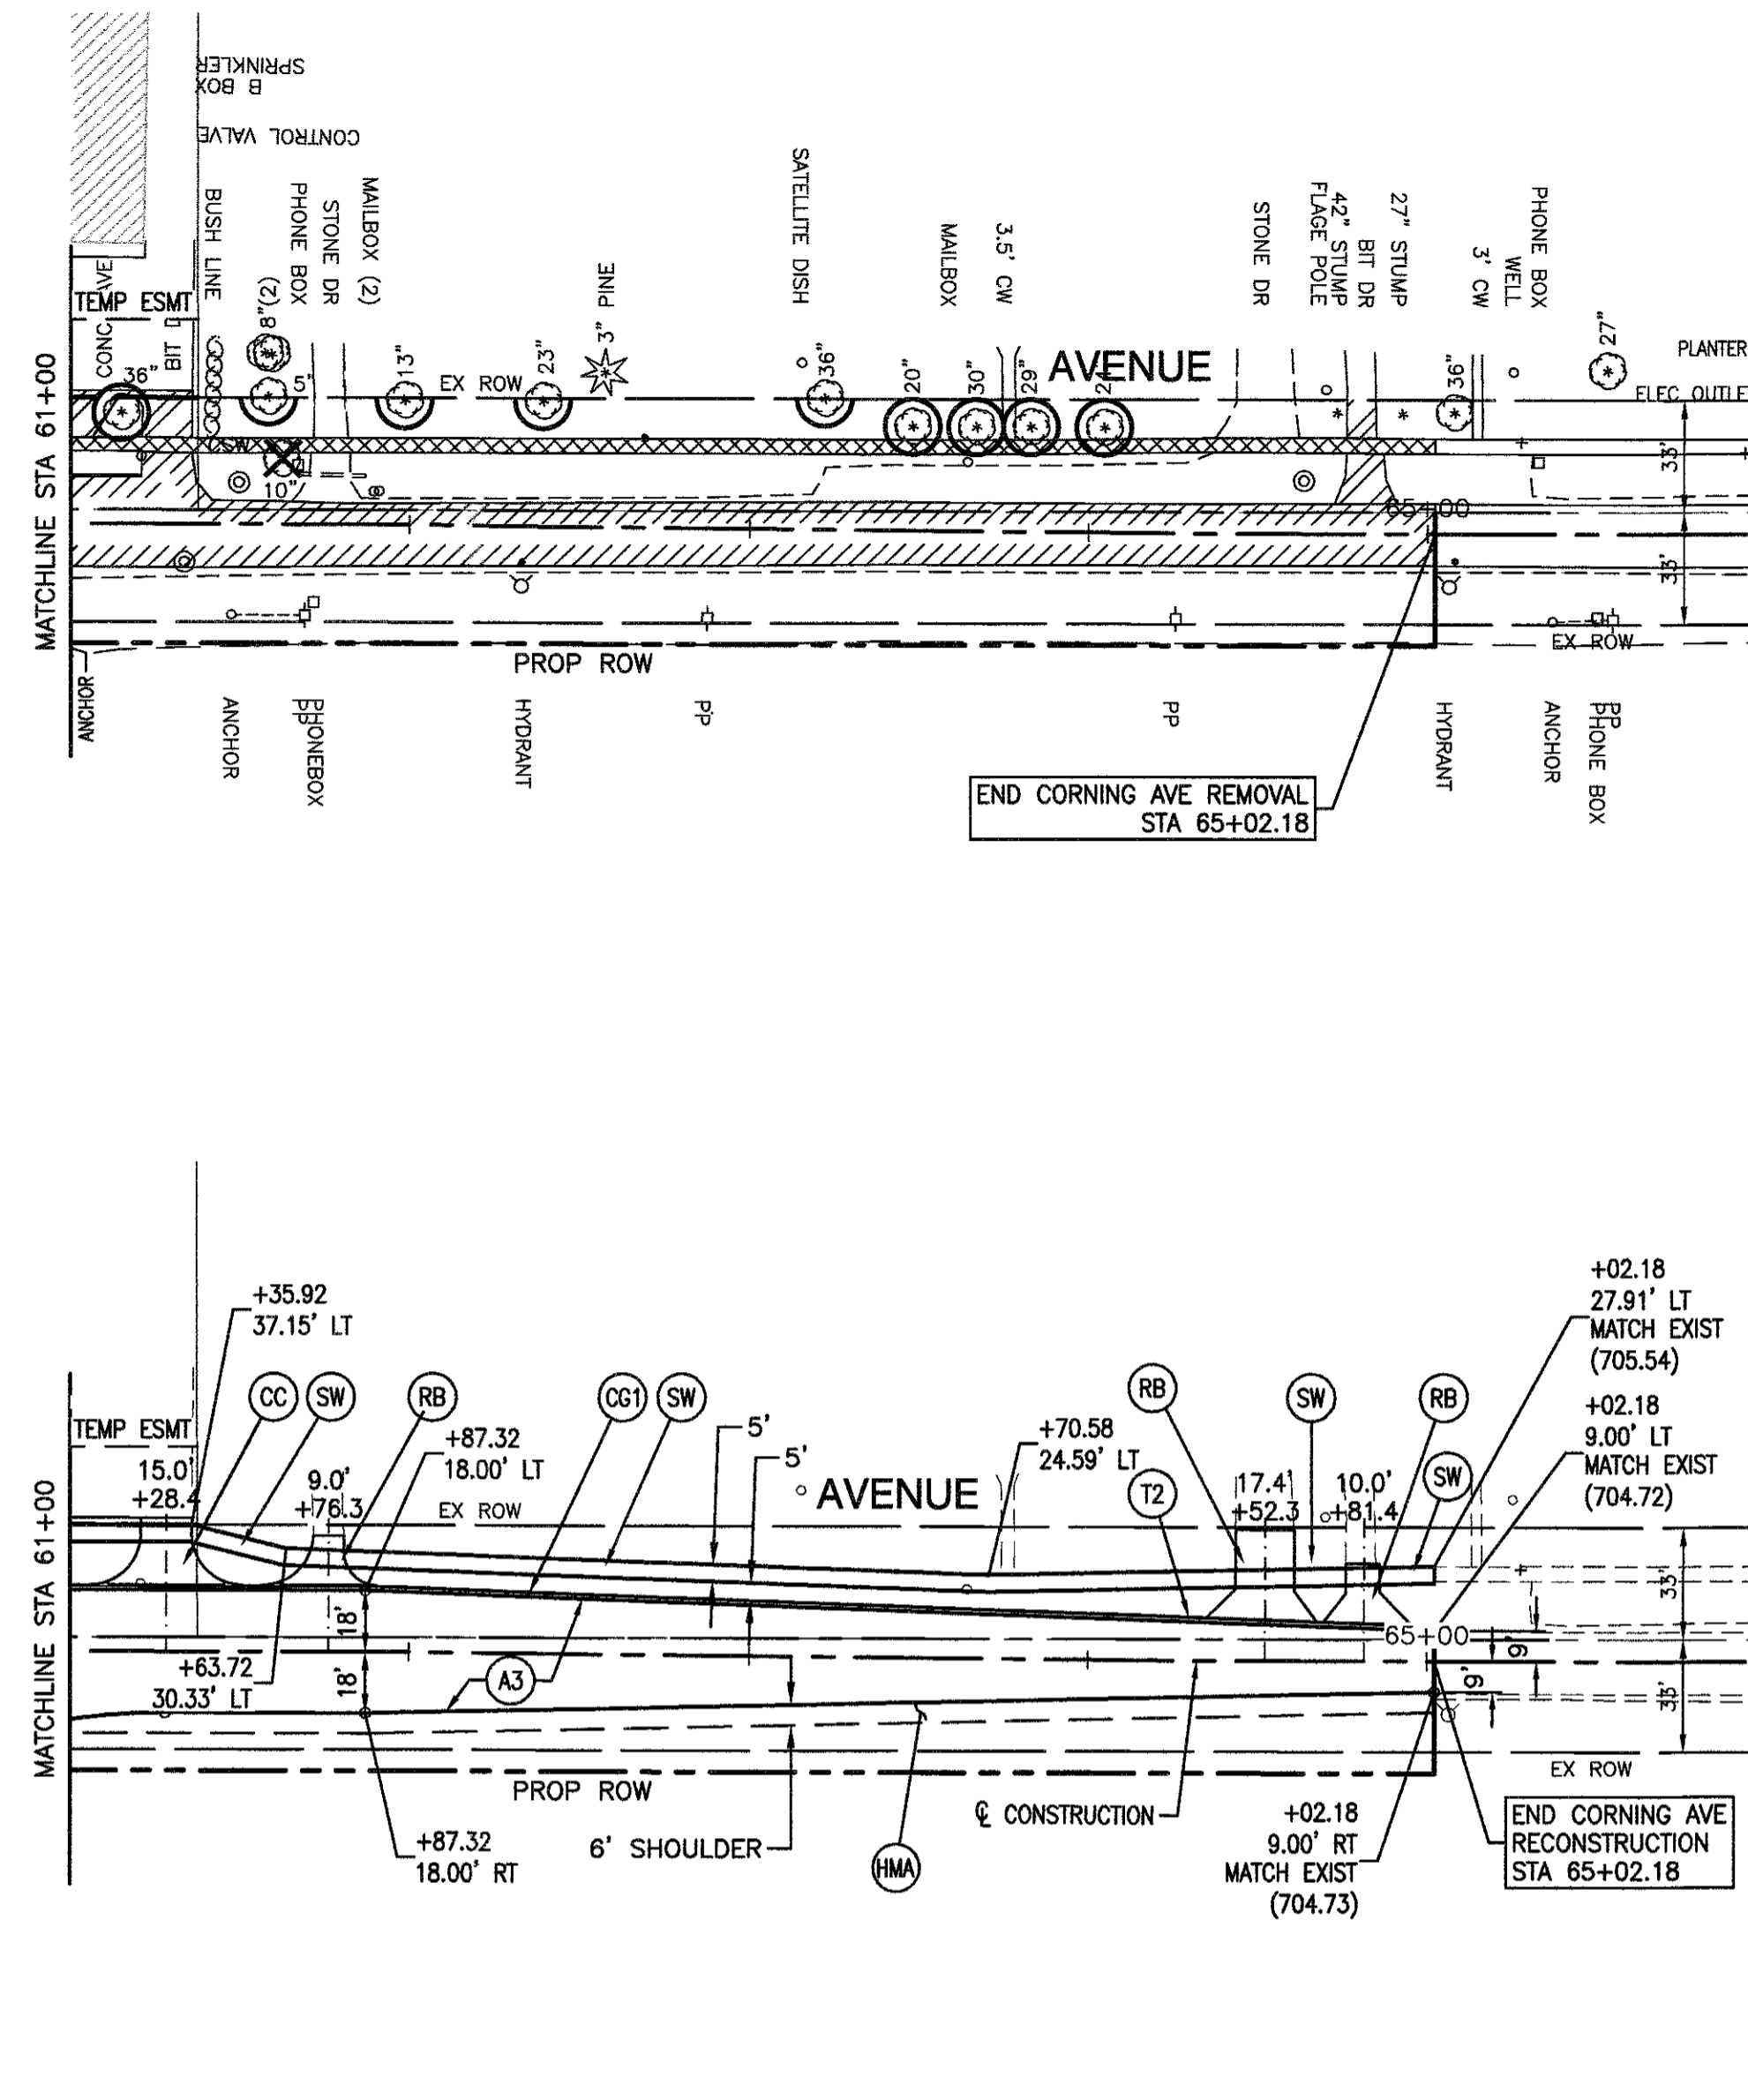 SPRINKLER
B BOX
CONTROL VALVE
BUSH LINE
PHONE BOX
STONE DR
MAILBOX (2)
3" PINE
SATELLITE DISH
MAILBOX
3.5' CW
STONE DR
FLAGE POLE
42" STUMP
BIT DR
27" STUMP
3' CW
WELL
PHONE BOX
TEMP ESMT
CONC
BIT
36"
8"(2)
5'
13"
EX ROW
23"
36"
20"
30"
29"
AVENUE
36"
27"
PLANTER
ELEC OUTLE
SW
10"
65+00
33'
33'
MATCHLINE STA 61+00
PROP ROW
EX ROW
ANCHOR
ANCHOR
PP
PHONEBOX
HYDRANT
PP
PP
HYDRANT
ANCHOR
PP
PHONE BOX
END CORNING AVE REMOVAL
STA 65+02.18
+35.92
37.15' LT
CC
SW
RB
CG1
SW
RB
SW
RB
+02.18
27.91' LT
MATCH EXIST
(705.54)
+02.18
9.00' LT
MATCH EXIST
(704.72)
TEMP ESMT
15.0'
+28.4
9.0'
+76.3
+87.32
18.00' LT
EX ROW
5'
5'
AVENUE
+70.58
24.59' LT
T2
17.4'
+52.3
10.0'
+81.4
SW
MATCHLINE STA 61+00
18'
18'
+63.72
30.33' LT
A3
65+00
9'
9'
33'
33'
PROP ROW
EX ROW
+87.32
18.00' RT
6' SHOULDER
HMA
℄ CONSTRUCTION
+02.18
9.00' RT
MATCH EXIST
(704.73)
END CORNING AVE
RECONSTRUCTION
STA 65+02.18